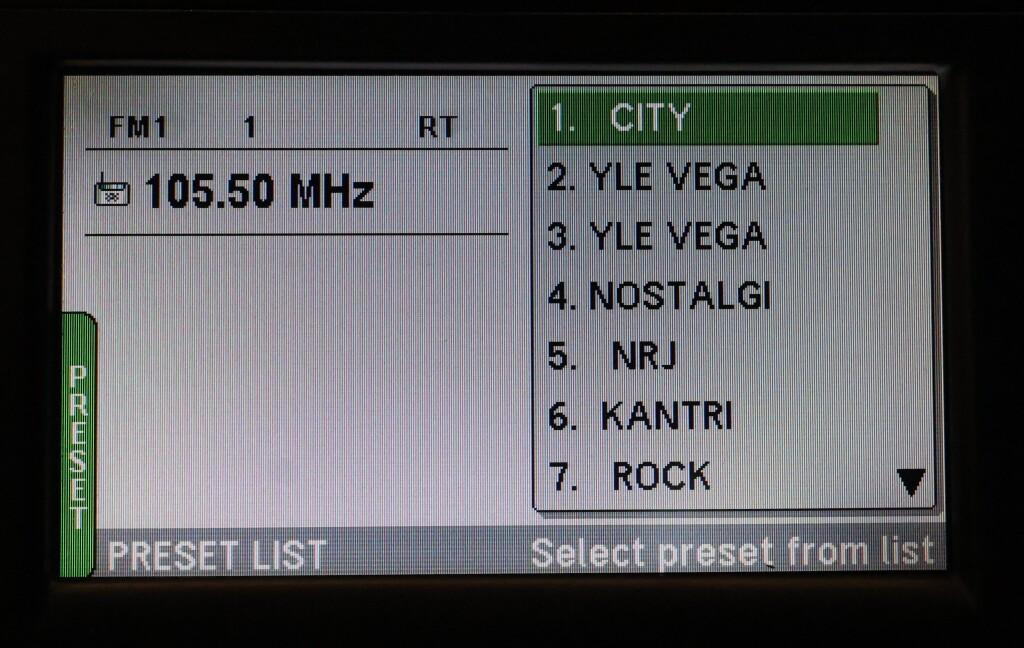 FM1 1 RT
105.50 MHz
1. CITY
2. YLE VEGA
3. YLE VEGA
4. NOSTALGI
5. NRJ
6. KANTRI
7. ROCK
PRESET
PRESET LIST
Select preset from list